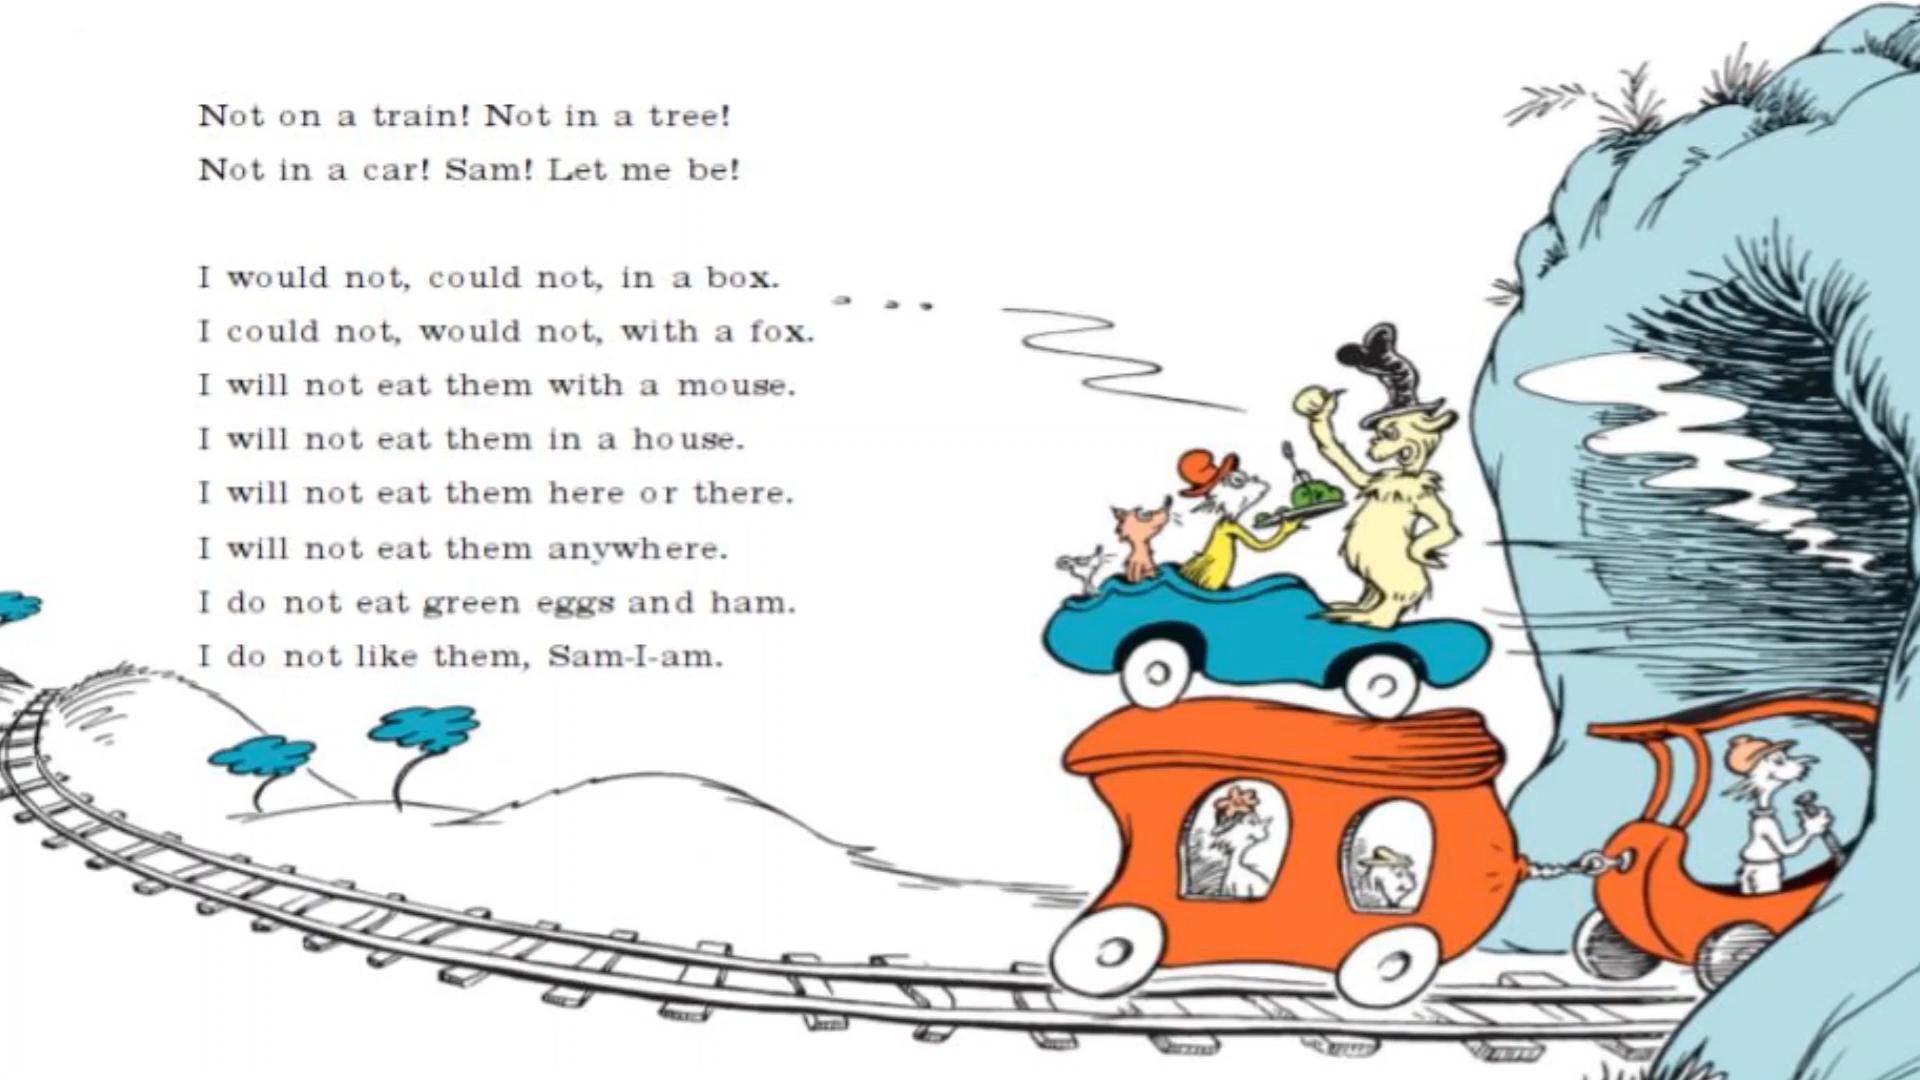 Not on a train! Not in a tree!
Not in a car! Sam! Let me be!
I would not, could not, in a box.
I could not, would not, with a fox.
I will not eat them with a mouse.
I will not eat them in a house.
I will not eat them here or there.
I will not eat them anywhere.
I do not eat green eggs and ham.
I do not like them, Sam-I-am.